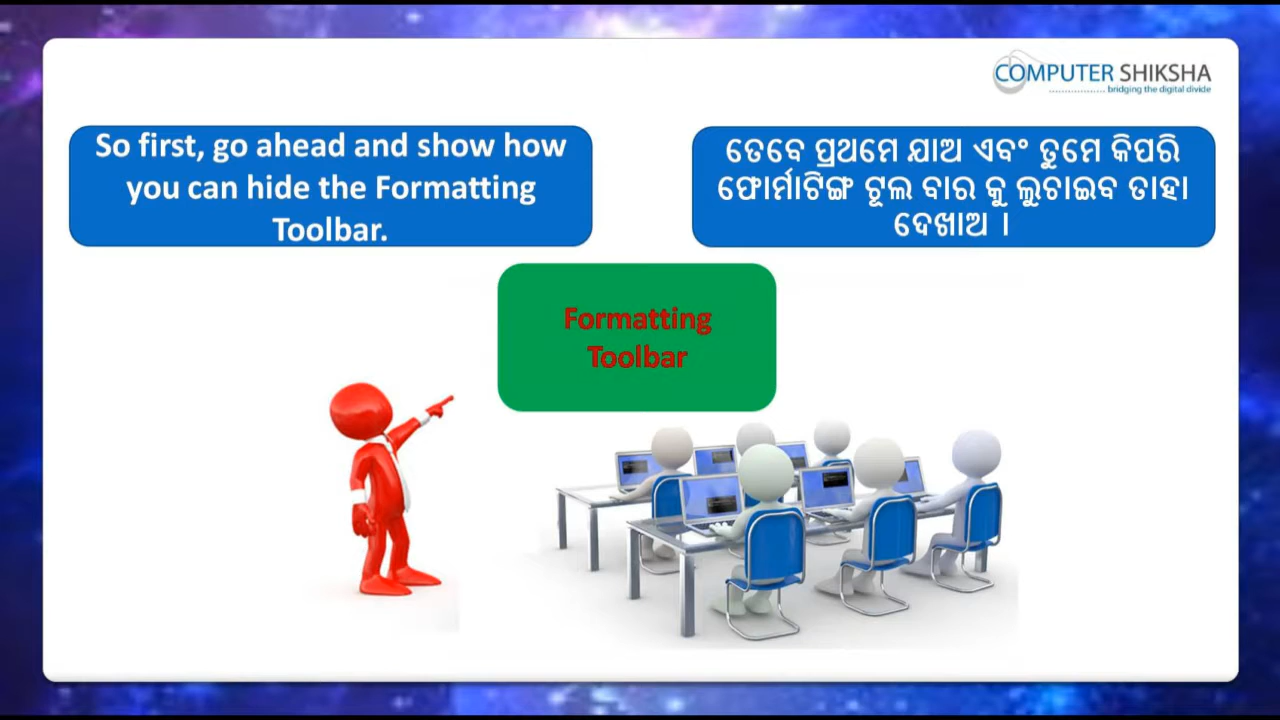 COMPUTER SHIKSHA
bridging the digital divide
So first, go ahead and show how
you can hide the Formatting
Toolbar.
ତେବେ ପ୍ରଥମେ ଯାଅ ଏବଂ ତୁମେ କିପରି
ଫୋର୍ମାଟିଙ୍ଗ ଟୂଲ ବାର କୁ ଲୁଚାଇବ ତାହା
ଦେଖାଅ ।
Formatting
Toolbar